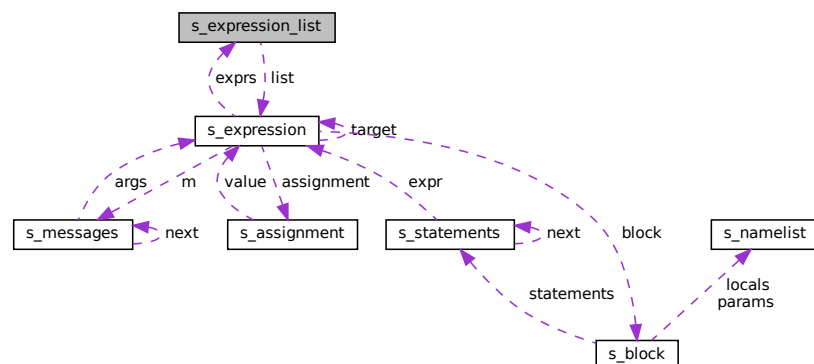 s_expression_list
exprs
list
s_expression
target
args
m
value
assignment
expr
block
s_messages
next
s_assignment
s_statements
next
s_namelist
statements
locals
params
s_block